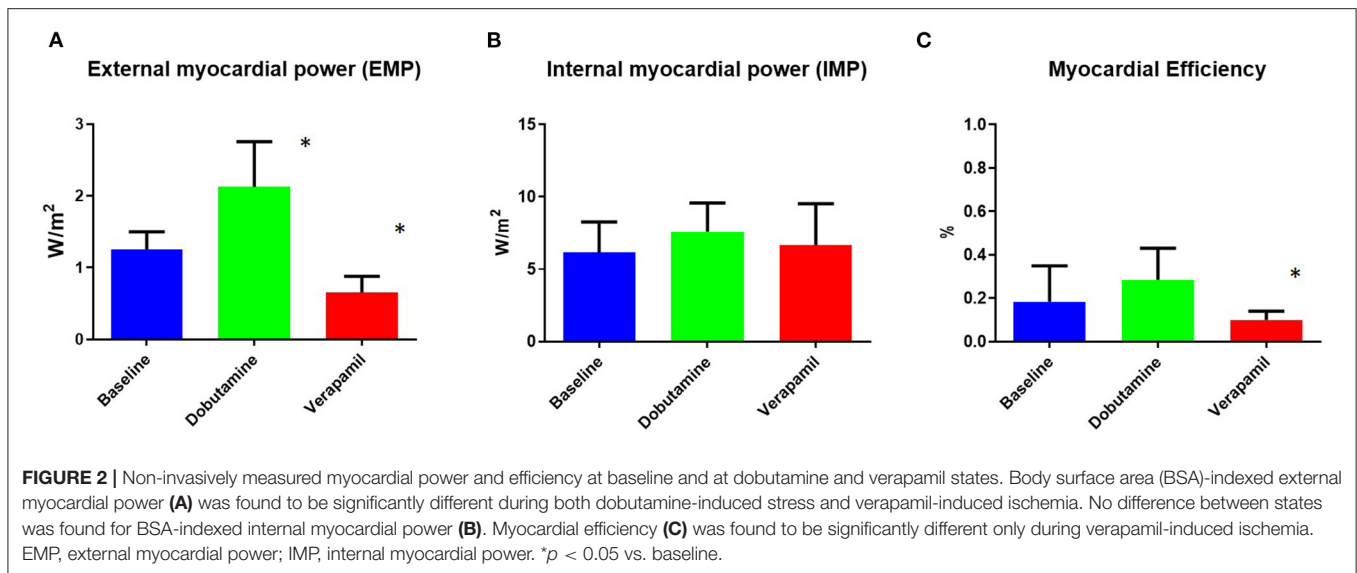 A
External myocardial power (EMP)
3
2
1
0
W/m²
*
*
Baseline
Dobutamine
Verapamil
B
Internal myocardial power (IMP)
15
10
5
0
W/m²
Baseline
Dobutamine
Verapamil
C
Myocardial Efficiency
1.0
0.8
0.6
0.4
0.2
0.0
%
*
Baseline
Dobutamine
Verapamil
FIGURE 2 | Non-invasively measured myocardial power and efficiency at baseline and at dobutamine and verapamil states. Body surface area (BSA)-indexed external
myocardial power (A) was found to be significantly different during both dobutamine-induced stress and verapamil-induced ischemia. No difference between states
was found for BSA-indexed internal myocardial power (B). Myocardial efficiency (C) was found to be significantly different only during verapamil-induced ischemia.
EMP, external myocardial power; IMP, internal myocardial power. *p < 0.05 vs. baseline.